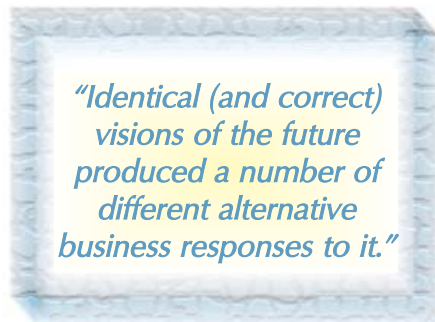 “Identical (and correct)
visions of the future
produced a number of
different alternative
business responses to it.”